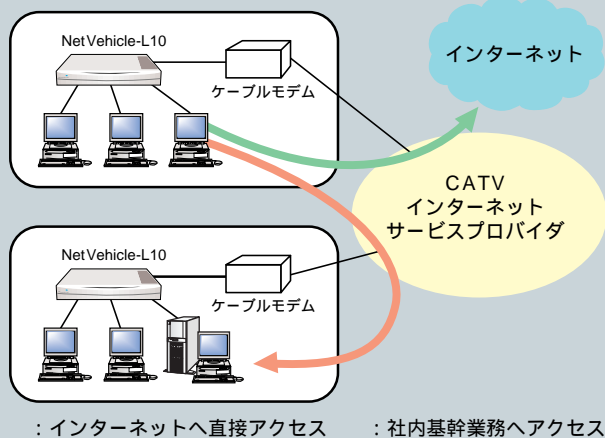 NetVehicle-L10
ケーブルモデム
インターネット
CATV
インターネット
サービスプロバイダ
NetVehicle-L10
ケーブルモデム
：インターネットへ直接アクセス
：社内基幹業務へアクセス